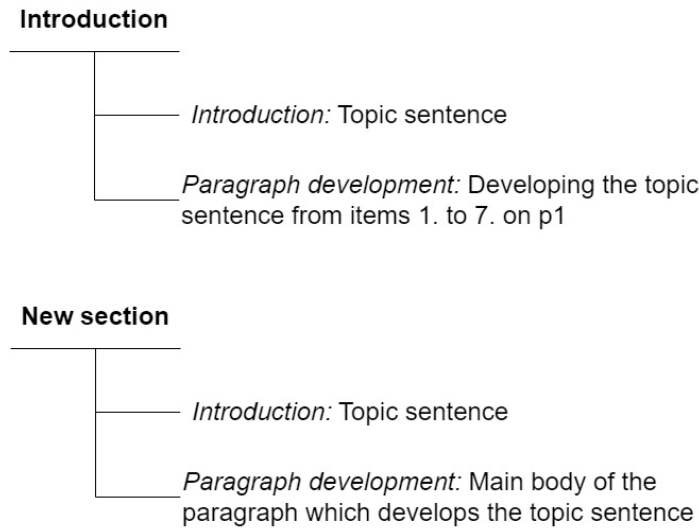 Introduction
Introduction: Topic sentence
Paragraph development: Developing the topic
sentence from items 1. to 7. on p1
New section
Introduction: Topic sentence
Paragraph development: Main body of the
paragraph which develops the topic sentence